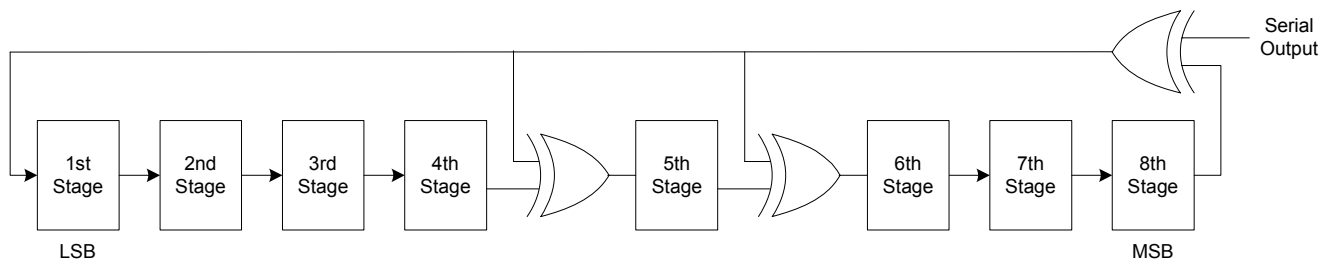 Serial
Output
1st
Stage
2nd
Stage
3rd
Stage
4th
Stage
5th
Stage
6th
Stage
7th
Stage
8th
Stage
LSB
MSB